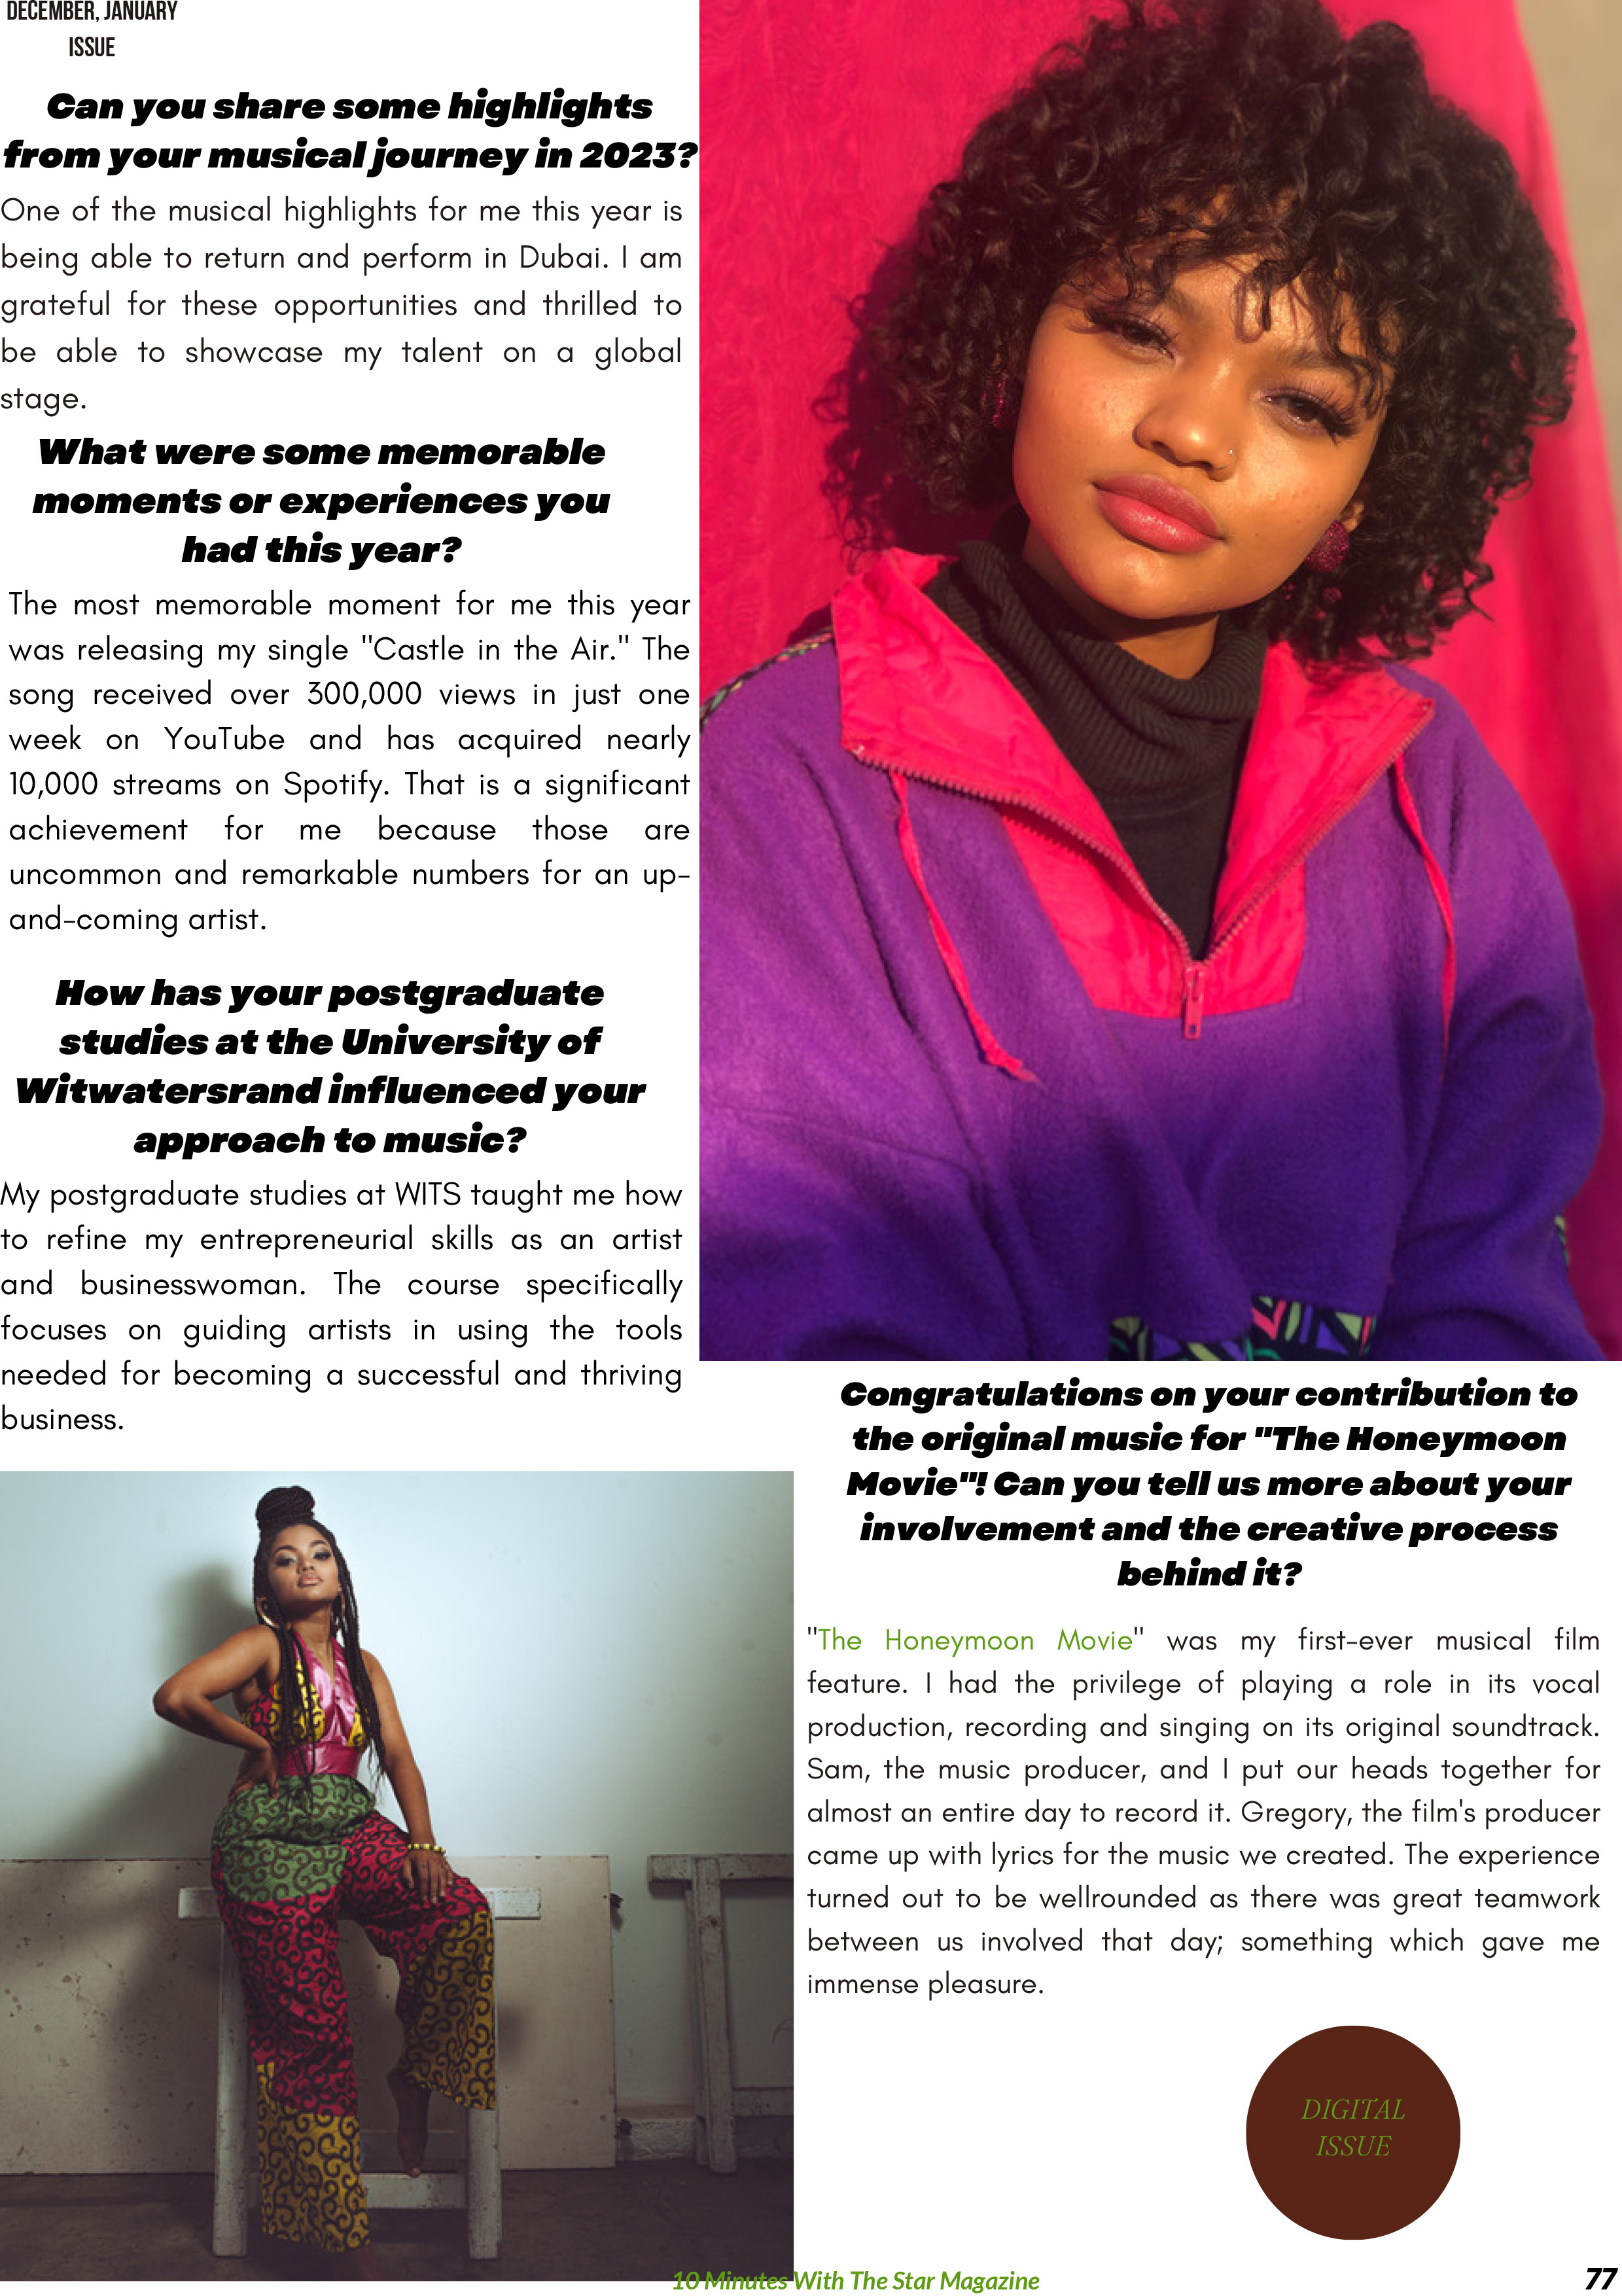 DECEMBER, JANUARY
ISSUE
Can you share some highlights
from your musical journey in 2023?
One of the musical highlights for me this year is
being able to return and perform in Dubai. I am
grateful for these opportunities and thrilled to
be able to showcase my talent on a global
stage.
What were some memorable
moments or experiences you
had this year?
The most memorable moment for me this year
was releasing my single "Castle in the Air." The
song received over 300,000 views in just one
week on YouTube and has acquired nearly
10,000 streams on Spotify. That is a significant
achievement for me because those are
uncommon and remarkable numbers for an up-
and-coming artist.
How has your postgraduate
studies at the University of
Witwatersrand influenced your
approach to music?
My postgraduate studies at WITS taught me how
to refine my entrepreneurial skills as an artist
and businesswoman. The course specifically
focuses on guiding artists in using the tools
needed for becoming a successful and thriving
business.
Congratulations on your contribution to
the original music for "The Honeymoon
Movie"! Can you tell us more about your
involvement and the creative process
behind it?
"The Honeymoon Movie" was my first-ever musical film
feature. I had the privilege of playing a role in its vocal
production, recording and singing on its original soundtrack.
Sam, the music producer, and I put our heads together for
almost an entire day to record it. Gregory, the film's producer
came up with lyrics for the music we created. The experience
turned out to be wellrounded as there was great teamwork
between us involved that day; something which gave me
immense pleasure.
DIGITAL
ISSUE
10 Minutes With The Star Magazine
77